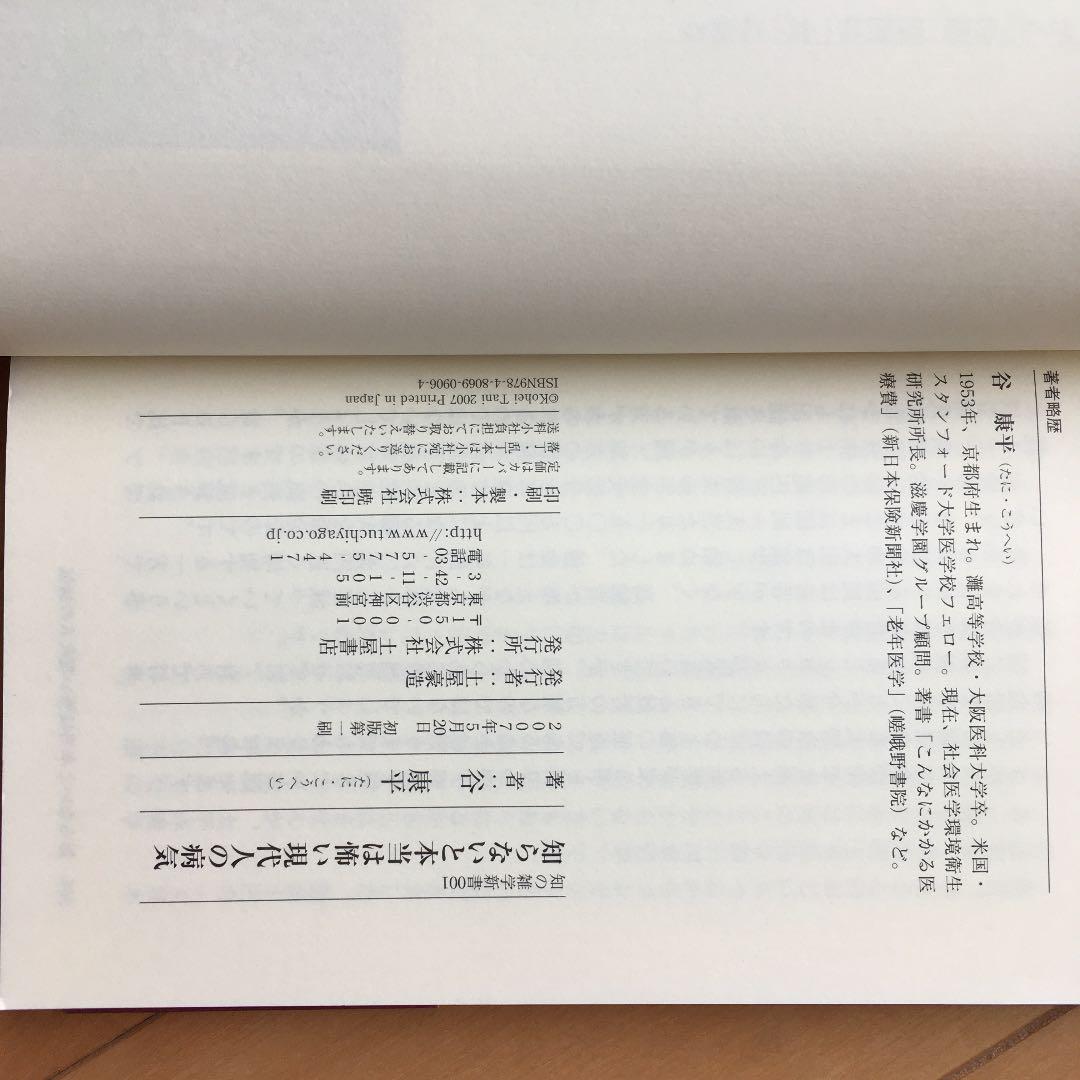 著者略歴
谷 康平(たに・こうへい)
1953年、京都府生まれ。灘高等学校・大阪医科大学卒。米国・
スタンフォード大学医学校フェロー。現在、社会医学環境衛生
研究所所長。滋慶学園グループ顧問。著書「こんなにかかる医
療費」(新日本保険新聞社)、「老年医学」(嵯峨野書院)など。
知の雑学新書001
知らないと本当は怖い現代人の病気
著者:谷 康平(たに・こうへい)
2007年5月20日 初版第一刷
発行者:土屋豪造
発行所:株式会社 土屋書店
〒150-0001
東京都渋谷区神宮前
3-42-11-105
電話03-5775-4471
http://www.tuchiyago.co.jp
印刷・製本:株式会社 暁印刷
定価はカバーに記載してあります。
落丁、乱丁本は小社宛にお送りください。
送料小社負担にてお取り替えいたします。
©Kohei Tani 2007 Printed in Japan
ISBN978-4-8069-0906-4